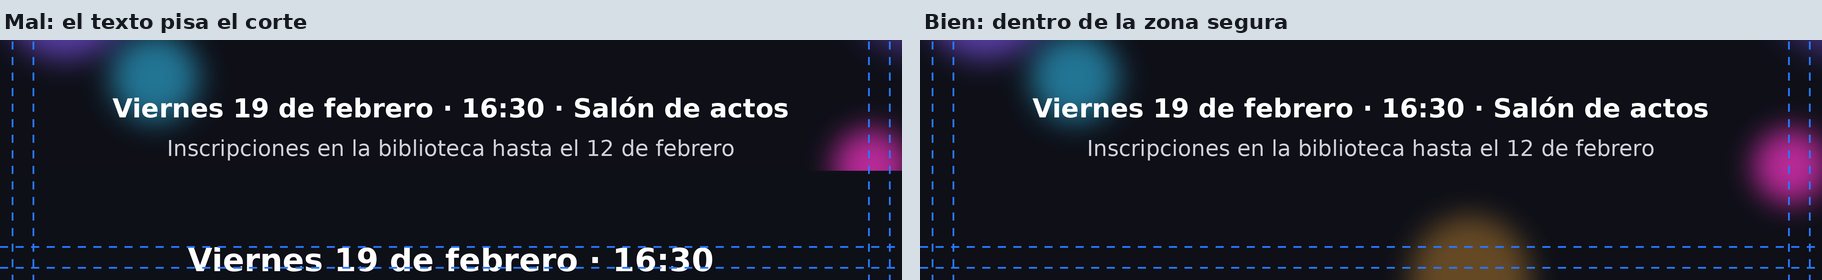 Mal: el texto pisa el corte
Viernes 19 de febrero · 16:30 · Salón de actos
Inscripciones en la biblioteca hasta el 12 de febrero
Viernes 19 de febrero · 16:30
Bien: dentro de la zona segura
Viernes 19 de febrero · 16:30 · Salón de actos
Inscripciones en la biblioteca hasta el 12 de febrero